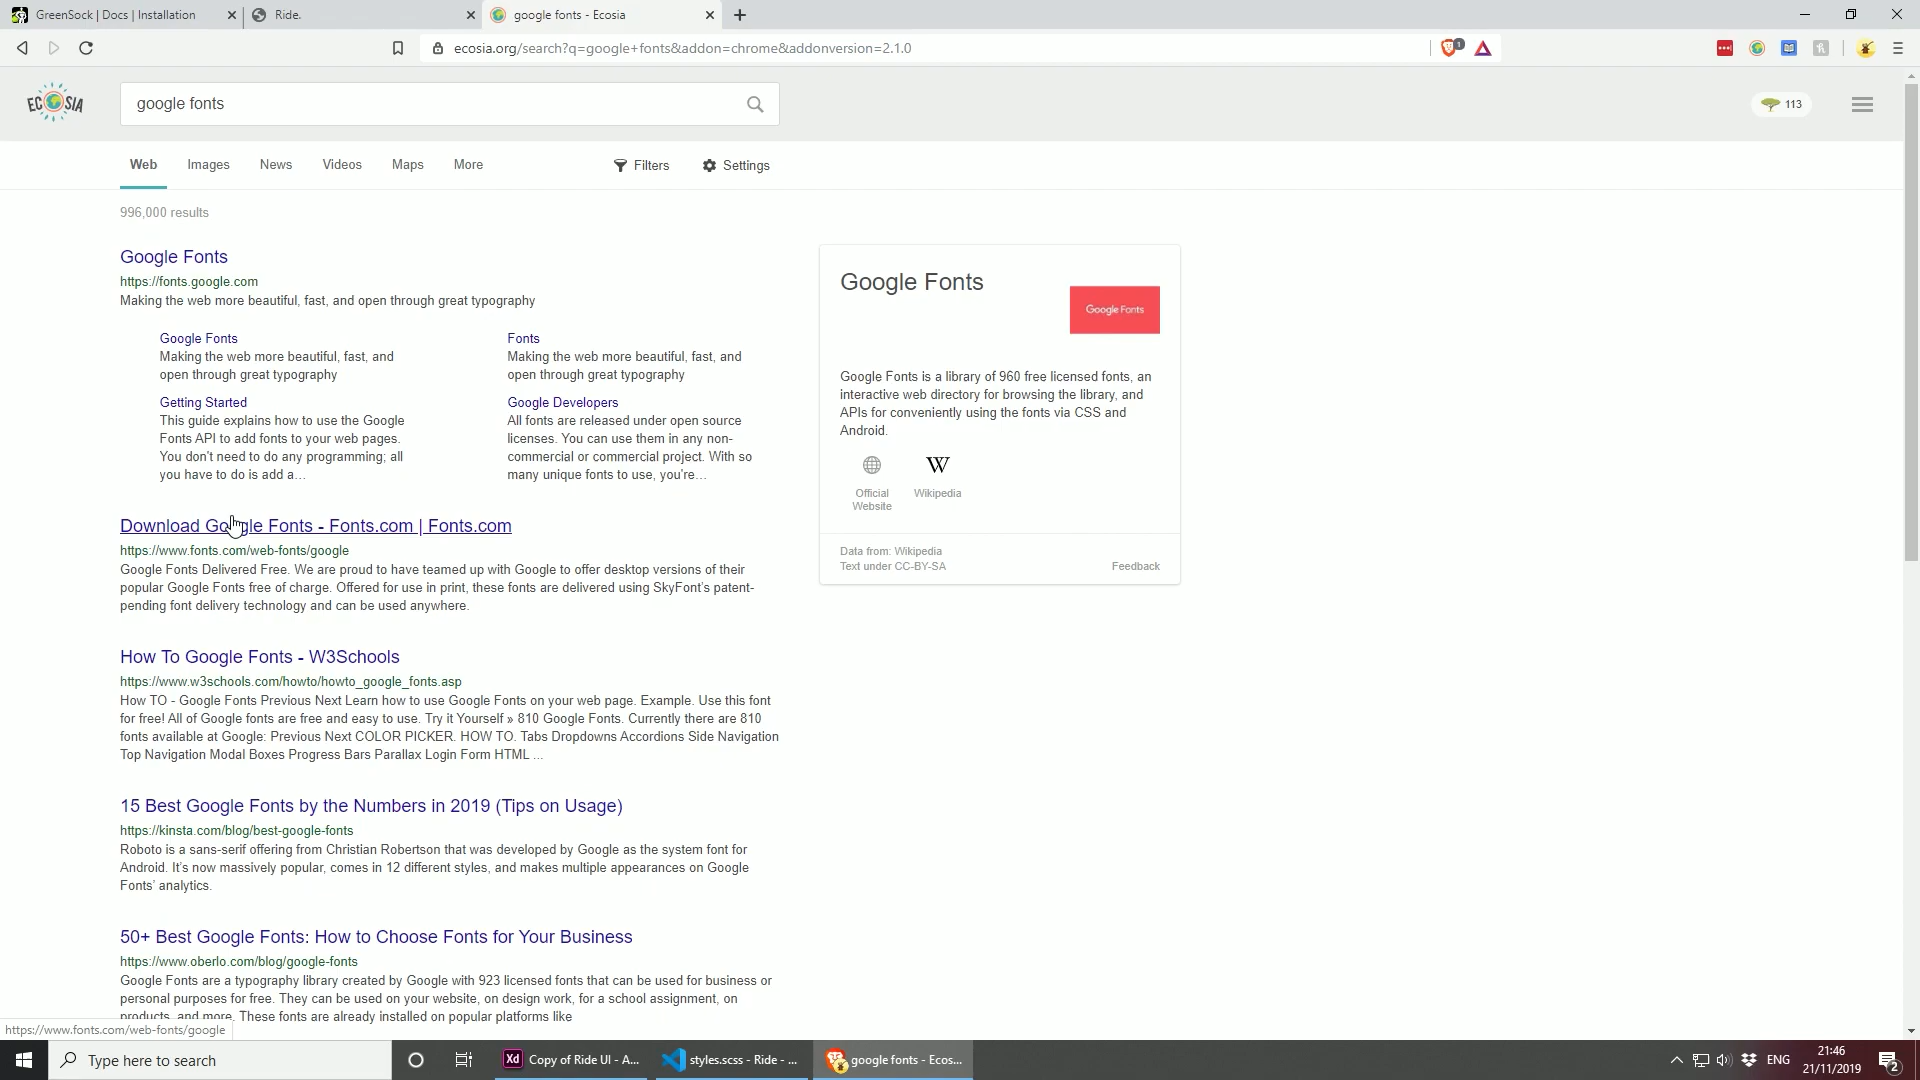 GreenSock | Docs | Installation
Ride.
google fonts - Ecosia
ecosia.org/search?q=google+fonts&addon=chrome&addonversion=2.1.0
1
ECOSIA
google fonts
113
Web
Images
News
Videos
Maps
More
Filters
Settings
996,000 results
Google Fonts
https://fonts.google.com
Making the web more beautiful, fast, and open through great typography
Google Fonts
Making the web more beautiful, fast, and
open through great typography
Fonts
Making the web more beautiful, fast, and
open through great typography
Getting Started
This guide explains how to use the Google
Fonts API to add fonts to your web pages.
You don't need to do any programming; all
you have to do is add a...
Google Developers
All fonts are released under open source
licenses. You can use them in any non-
commercial or commercial project. With so
many unique fonts to use, you're...
Download Google Fonts - Fonts.com | Fonts.com
https://www.fonts.com/web-fonts/google
Google Fonts Delivered Free. We are proud to have teamed up with Google to offer desktop versions of their
popular Google Fonts free of charge. Offered for use in print, these fonts are delivered using SkyFont's patent-
pending font delivery technology and can be used anywhere.
How To Google Fonts - W3Schools
https://www.w3schools.com/howto/howto_google_fonts.asp
How TO - Google Fonts Previous Next Learn how to use Google Fonts on your web page. Example. Use this font
for free! All of Google fonts are free and easy to use. Try it Yourself » 810 Google Fonts. Currently there are 810
fonts available at Google: Previous Next COLOR PICKER. HOW TO. Tabs Dropdowns Accordions Side Navigation
Top Navigation Modal Boxes Progress Bars Parallax Login Form HTML ...
15 Best Google Fonts by the Numbers in 2019 (Tips on Usage)
https://kinsta.com/blog/best-google-fonts
Roboto is a sans-serif offering from Christian Robertson that was developed by Google as the system font for
Android. It's now massively popular, comes in 12 different styles, and makes multiple appearances on Google
Fonts' analytics.
50+ Best Google Fonts: How to Choose Fonts for Your Business
https://www.oberlo.com/blog/google-fonts
Google Fonts are a typography library created by Google with 923 licensed fonts that can be used for business or
personal purposes for free. They can be used on your website, on design work, for a school assignment, on
products, and more. These fonts are already installed on popular platforms like
Google Fonts
Google Fonts
Google Fonts is a library of 960 free licensed fonts, an
interactive web directory for browsing the library, and
APIs for conveniently using the fonts via CSS and
Android.
W
Official
Website
Wikipedia
Data from: Wikipedia
Text under CC-BY-SA
Feedback
https://www.fonts.com/web-fonts/google
Type here to search
Xd
Copy of Ride UI - A...
styles.scss - Ride - ...
google fonts - Ecos...
ENG
21:46
21/11/2019
2